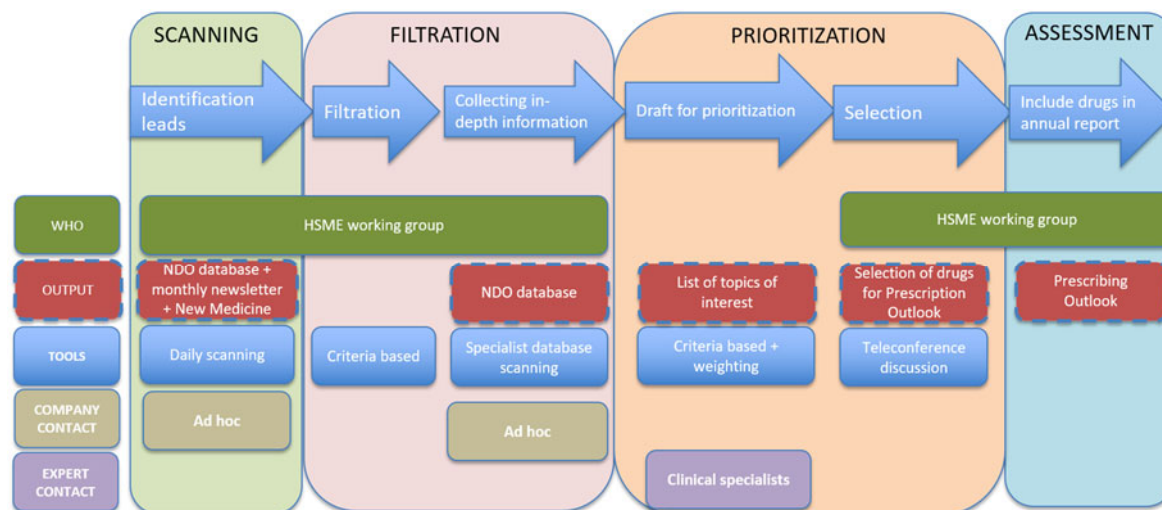 SCANNING
FILTRATION
PRIORITIZATION
ASSESSMENT
Identification
leads
Filtration
Collecting in-
depth information
Draft for prioritization
Selection
Include drugs in
annual report
WHO
HSME working group
HSME working group
OUTPUT
NDO database +
monthly newsletter
+ New Medicine
NDO database
List of topics of
interest
Selection of drugs
for Prescription
Outlook
Prescribing
Outlook
TOOLS
Daily scanning
Criteria based
Specialist database
scanning
Criteria based +
weighting
Teleconference
discussion
COMPANY
CONTACT
Ad hoc
Ad hoc
EXPERT
CONTACT
Clinical specialists